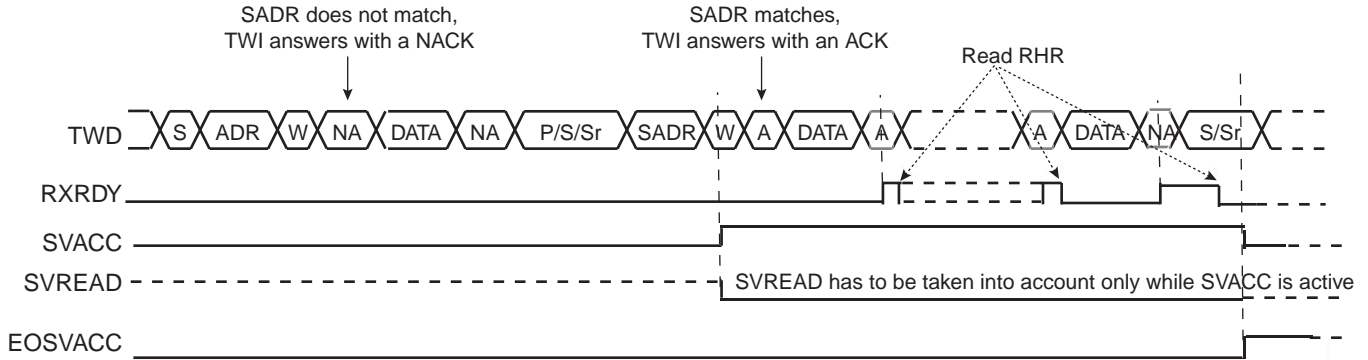 SADR does not match,
TWI answers with a NACK
SADR matches,
TWI answers with an ACK
Read RHR
TWD S ADR W NA DATA NA P/S/Sr SADR W A DATA A A DATA NA S/Sr
RXRDY
SVACC
SVREAD SVREAD has to be taken into account only while SVACC is active
EOSVACC